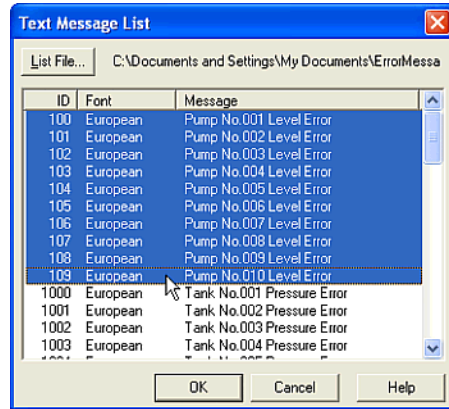 Text Message List
List File... C:\Documents and Settings\My Documents\ErrorMessa
ID Font Message
100 European Pump No.001 Level Error
101 European Pump No.002 Level Error
102 European Pump No.003 Level Error
103 European Pump No.004 Level Error
104 European Pump No.005 Level Error
105 European Pump No.006 Level Error
106 European Pump No.007 Level Error
107 European Pump No.008 Level Error
108 European Pump No.009 Level Error
109 European Pump No.010 Level Error
1000 European Tank No.001 Pressure Error
1001 European Tank No.002 Pressure Error
1002 European Tank No.003 Pressure Error
1003 European Tank No.004 Pressure Error
OK Cancel Help